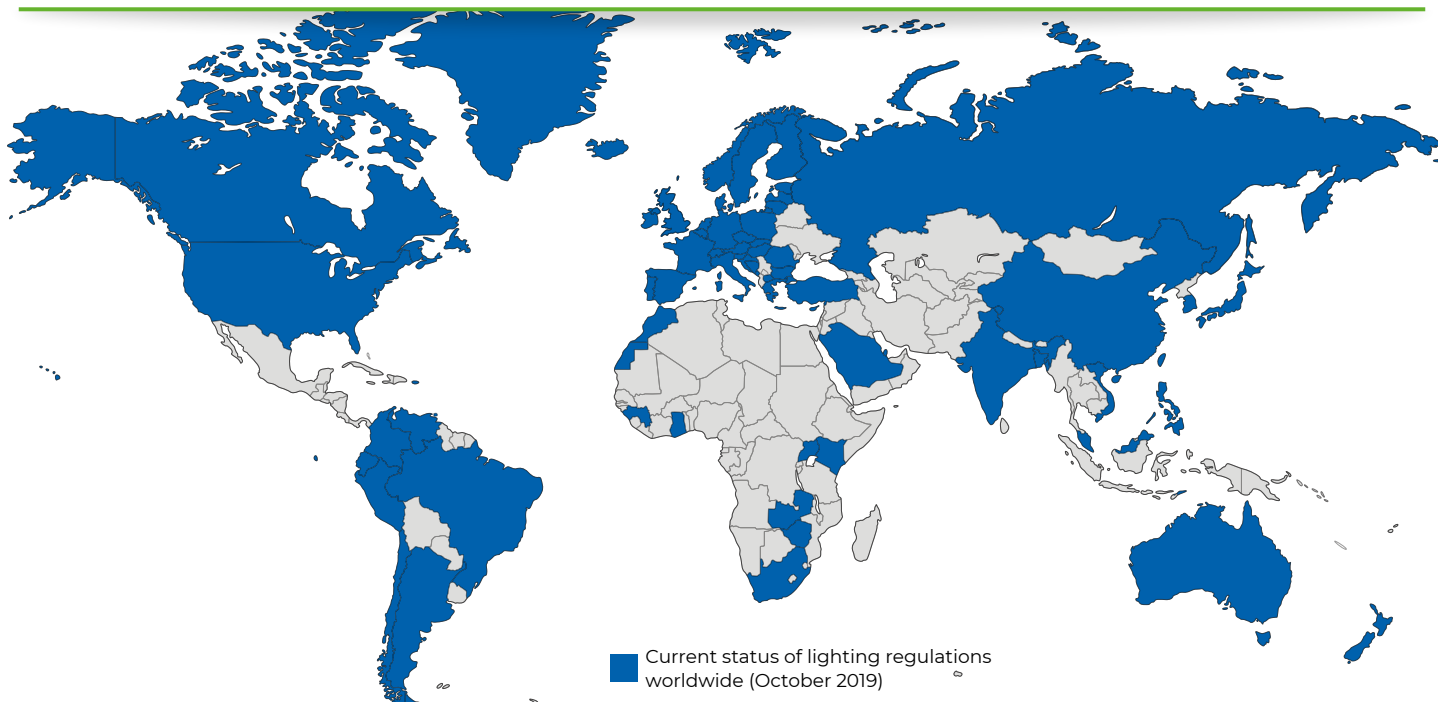 Current status of lighting regulations
worldwide (October 2019)